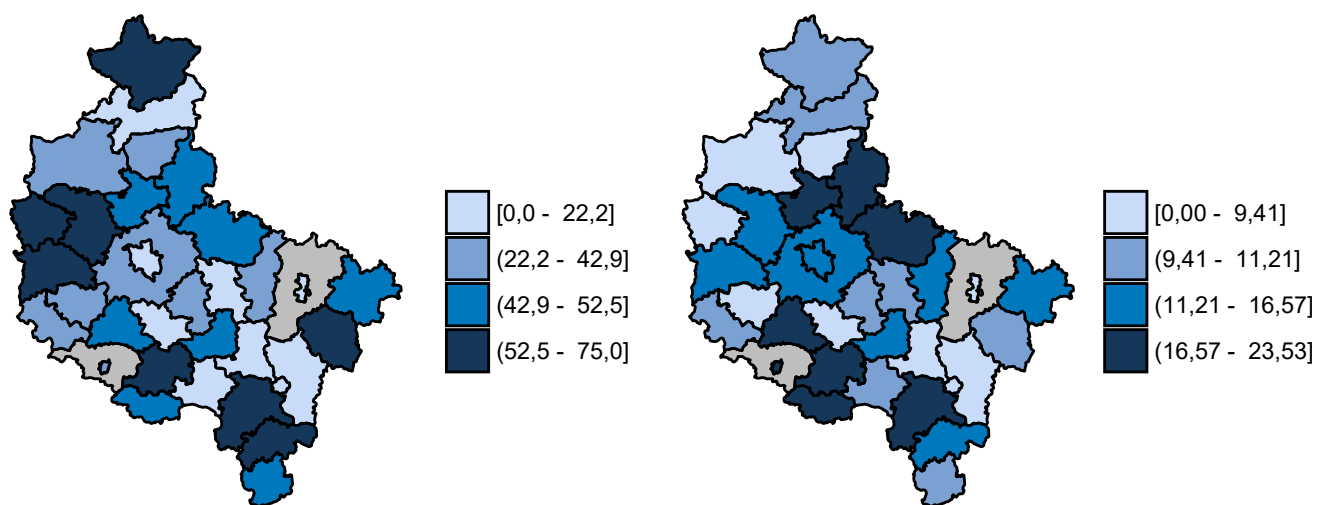 [0,0 - 22,2]
(22,2 - 42,9]
(42,9 - 52,5]
(52,5 - 75,0]
[0,00 - 9,41]
(9,41 - 11,21]
(11,21 - 16,57]
(16,57 - 23,53]